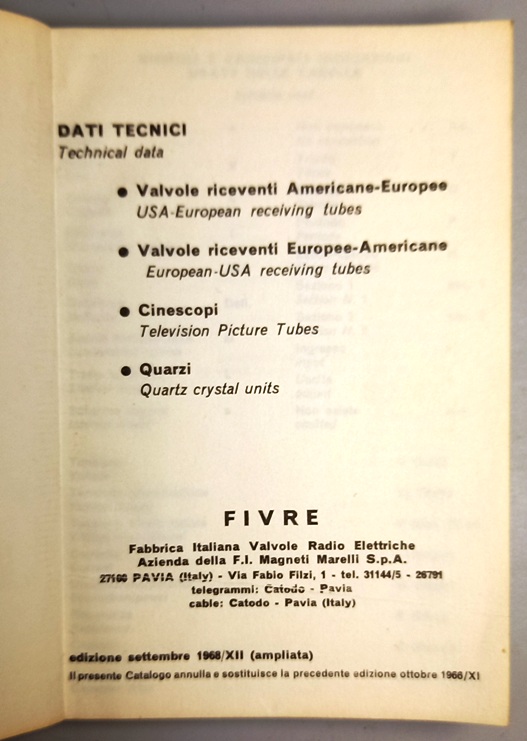 DATI TECNICI
Technical data
● Valvole riceventi Americane-Europee
USA-European receiving tubes
● Valvole riceventi Europee-Americane
European-USA receiving tubes
● Cinescopi
Television Picture Tubes
● Quarzi
Quartz crystal units
FIVRE
Fabbrica Italiana Valvole Radio Elettriche
Azienda della F.I. Magneti Marelli S.p.A.
27100 PAVIA (Italy) - Via Fabio Filzi, 1 - tel. 31144/5 - 26791
telegrammi: Catodo - Pavia
cable: Catodo - Pavia (Italy)
edizione settembre 1968/XII (ampliata)
Il presente Catalogo annulla e sostituisce la precedente edizione ottobre 1966/XI